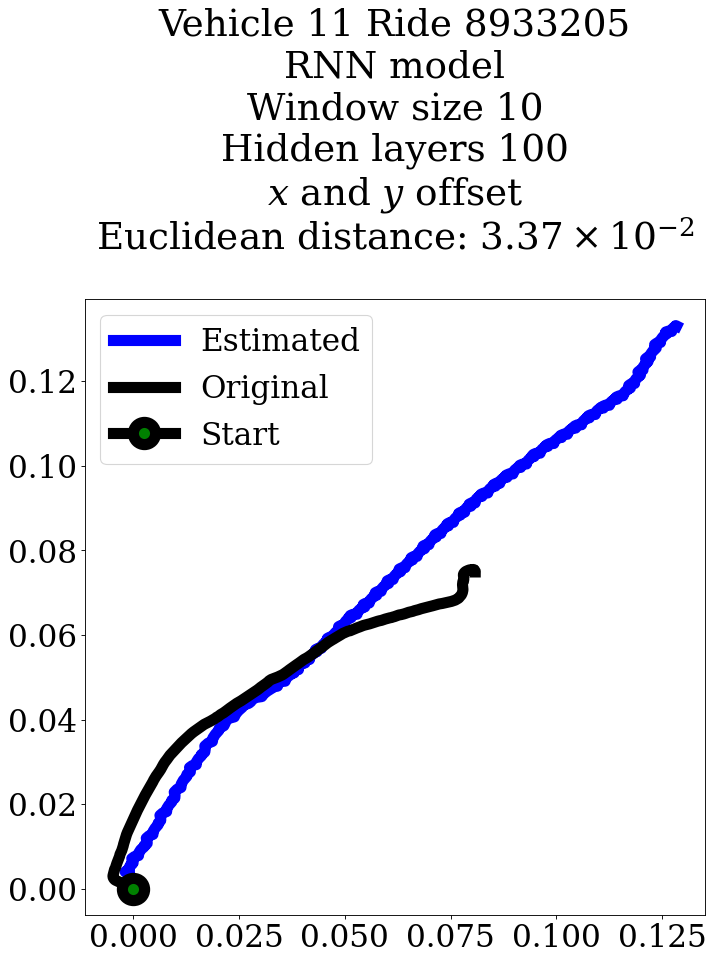 Vehicle 11 Ride 8933205
RNN model
Window size 10
Hidden layers 100
x and y offset
Euclidean distance: 3.37 × 10⁻²
Estimated
Original
Start
0.12
0.10
0.08
0.06
0.04
0.02
0.00
0.000 0.025 0.050 0.075 0.100 0.125